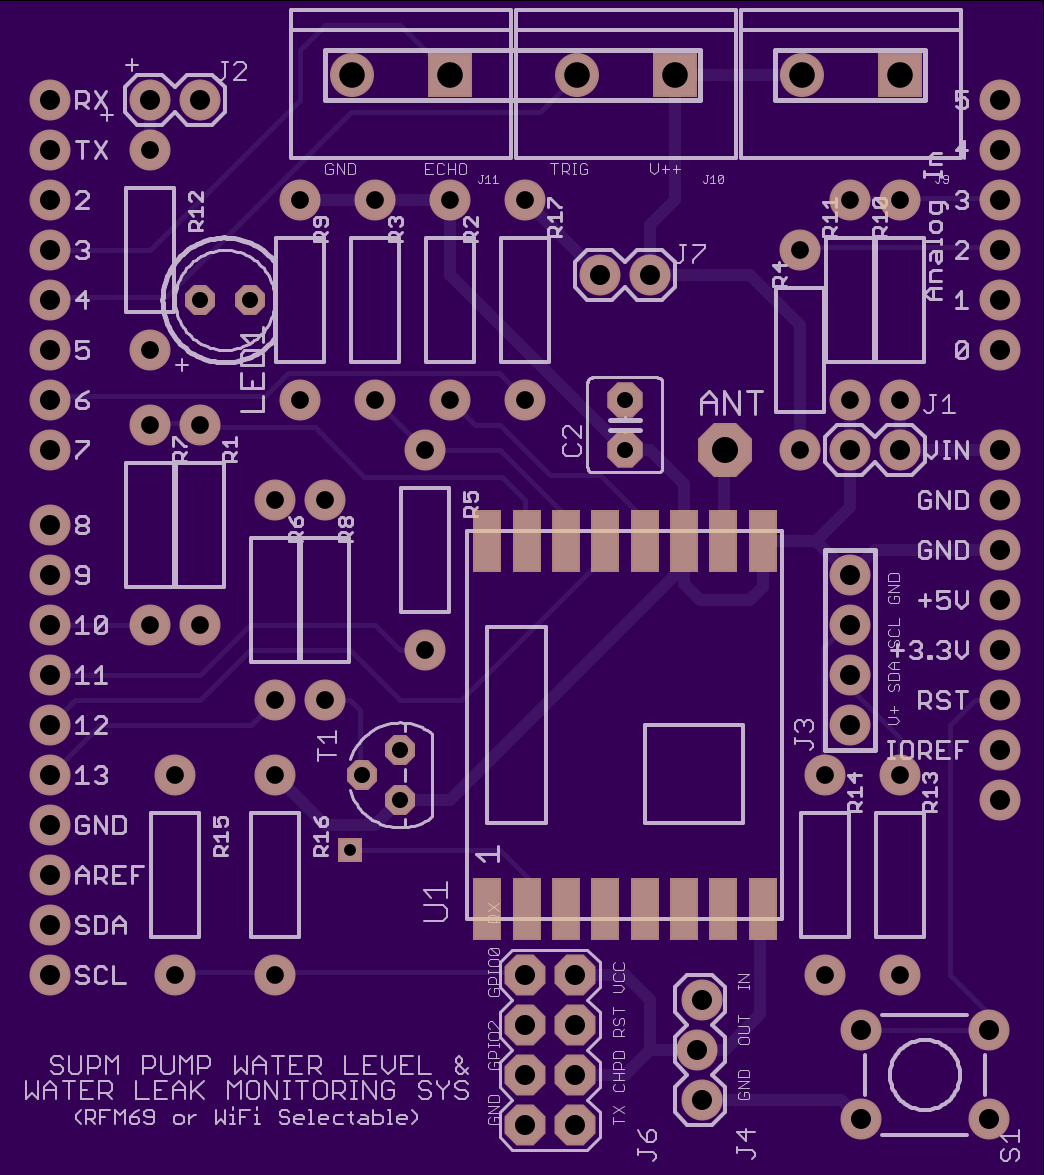 + J2
RX
+
TX
2
3
4
5
6
7
8
9
10
11
12
13
GND
AREF
SDA
SCL
GND ECHO J11 TRIG V++ J10 J9
R12
R9
R3
R2
R17
J7
R11
R10
R4
Analog In
5
4
3
2
1
0
LED1
+
C2
ANT
J1
VIN
GND
GND
+5V
+3.3V
RST
IOREF
R7
R1
R6
R8
R5
V+ SDA SCL GND
J3
T1
R15
R16
U1
1
R14
R13
RX GPIO0 GPIO2 GND
TX CHPD RST VCC
J6
GND OUT IN
J4
S1
SUPM PUMP WATER LEVEL &
WATER LEAK MONITORING SYS
(RFM69 or WiFi Selectable)